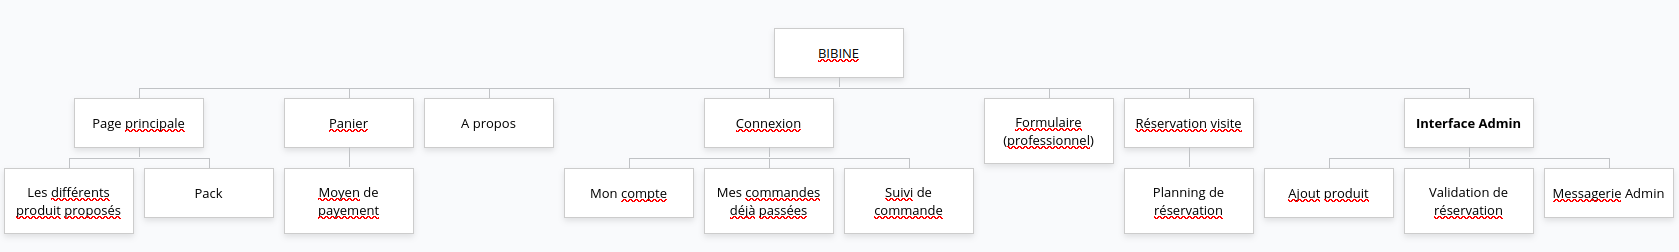 BIBINE
Page principale
Panier
A propos
Connexion
Formulaire
(professionnel)
Réservation visite
Interface Admin
Les différents
produit proposés
Pack
Moyen de
payement
Mon compte
Mes commandes
déjà passées
Suivi de
commande
Planning de
réservation
Ajout produit
Validation de
réservation
Messagerie Admin